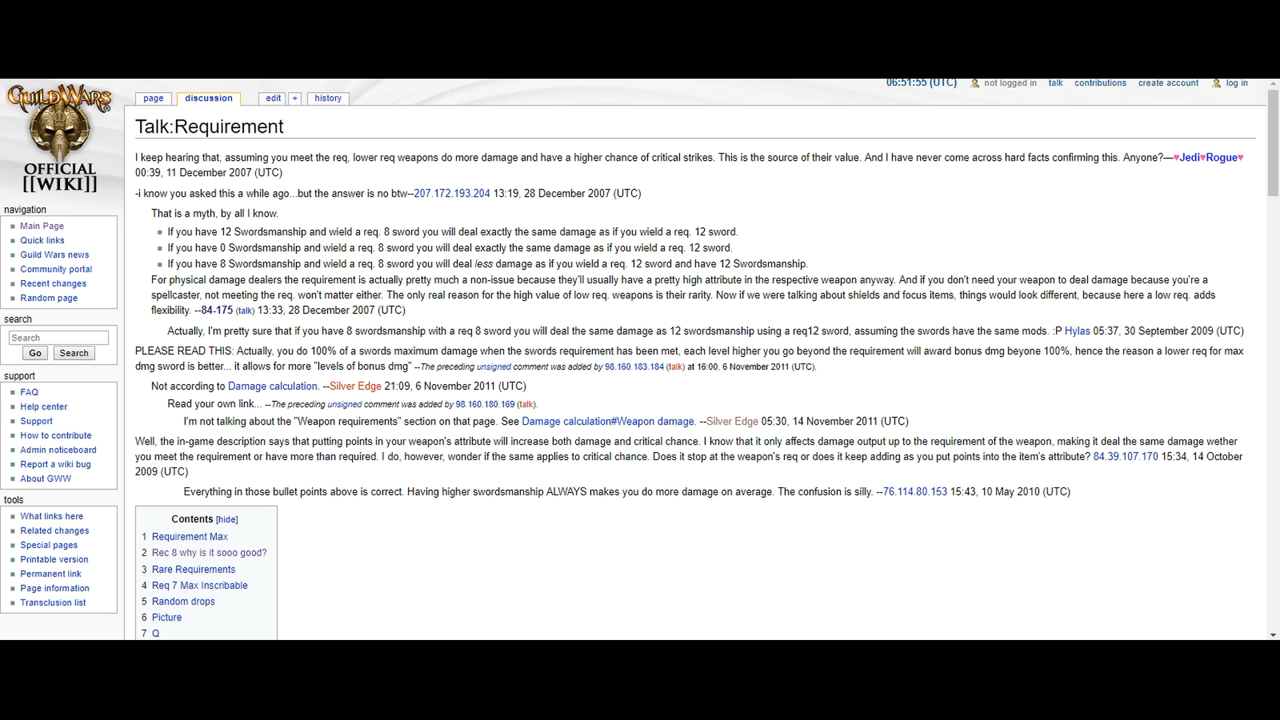 06:51:55 (UTC) not logged in talk contributions create account log in
page discussion edit + history
GUILD WARS
OFFICIAL
[[WIKI]]
navigation
Main Page
Quick links
Guild Wars news
Community portal
Recent changes
Random page
search
Search
Go Search
support
FAQ
Help center
Support
How to contribute
Admin noticeboard
Report a wiki bug
About GWW
tools
What links here
Related changes
Special pages
Printable version
Permanent link
Page information
Transclusion list
Talk:Requirement
I keep hearing that, assuming you meet the req, lower req weapons do more damage and have a higher chance of critical strikes. This is the source of their value. And I have never come across hard facts confirming this. Anyone?—♥Jedi♥Rogue♥
00:39, 11 December 2007 (UTC)
-i know you asked this a while ago...but the answer is no btw--207.172.193.204 13:19, 28 December 2007 (UTC)
That is a myth, by all I know.
If you have 12 Swordsmanship and wield a req. 8 sword you will deal exactly the same damage as if you wield a req. 12 sword.
If you have 0 Swordsmanship and wield a req. 8 sword you will deal exactly the same damage as if you wield a req. 12 sword.
If you have 8 Swordsmanship and wield a req. 8 sword you will deal less damage as if you wield a req. 12 sword and have 12 Swordsmanship.
For physical damage dealers the requirement is actually pretty much a non-issue because they'll usually have a pretty high attribute in the respective weapon anyway. And if you don't need your weapon to deal damage because you're a
spellcaster, not meeting the req. won't matter either. The only real reason for the high value of low req. weapons is their rarity. Now if we were talking about shields and focus items, things would look different, because here a low req. adds
flexibility. --84-175 (talk) 13:33, 28 December 2007 (UTC)
Actually, I'm pretty sure that if you have 8 swordsmanship with a req 8 sword you will deal the same damage as 12 swordsmanship using a req12 sword, assuming the swords have the same mods. :P Hylas 05:37, 30 September 2009 (UTC)
PLEASE READ THIS: Actually, you do 100% of a swords maximum damage when the swords requirement has been met, each level higher you go beyond the requirement will award bonus dmg beyone 100%, hence the reason a lower req for max
dmg sword is better... it allows for more "levels of bonus dmg" --The preceding unsigned comment was added by 98.160.183.184 (talk) at 16:00, 6 November 2011 (UTC).
Not according to Damage calculation. --Silver Edge 21:09, 6 November 2011 (UTC)
Read your own link... --The preceding unsigned comment was added by 98.160.180.169 (talk).
I'm not talking about the "Weapon requirements" section on that page. See Damage calculation#Weapon damage. --Silver Edge 05:30, 14 November 2011 (UTC)
Well, the in-game description says that putting points in your weapon's attribute will increase both damage and critical chance. I know that it only affects damage output up to the requirement of the weapon, making it deal the same damage wether
you meet the requirement or have more than required. I do, however, wonder if the same applies to critical chance. Does it stop at the weapon's req or does it keep adding as you put points into the item's attribute? 84.39.107.170 15:34, 14 October
2009 (UTC)
Everything in those bullet points above is correct. Having higher swordsmanship ALWAYS makes you do more damage on average. The confusion is silly. --76.114.80.153 15:43, 10 May 2010 (UTC)
Contents [hide]
1 Requirement Max
2 Rec 8 why is it sooo good?
3 Rare Requirements
4 Req 7 Max Inscribable
5 Random drops
6 Picture
7 Q